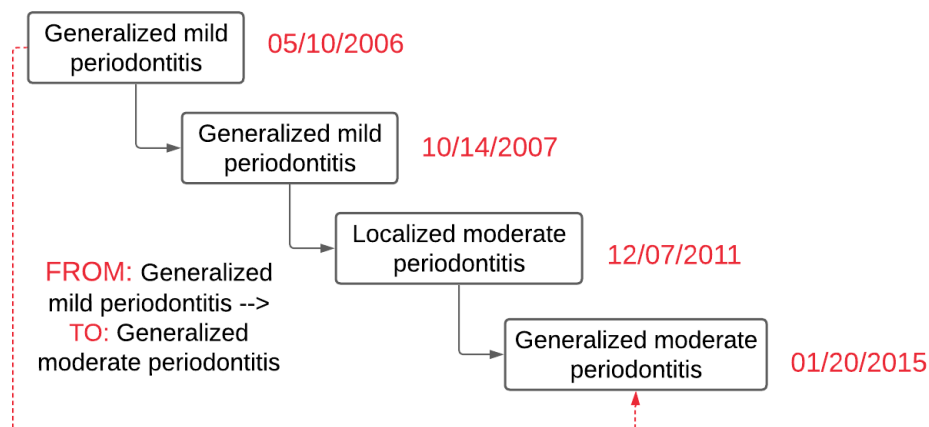 Generalized mild
periodontitis
05/10/2006
Generalized mild
periodontitis
10/14/2007
Localized moderate
periodontitis
12/07/2011
FROM: Generalized
mild periodontitis -->
TO: Generalized
moderate periodontitis
Generalized moderate
periodontitis
01/20/2015